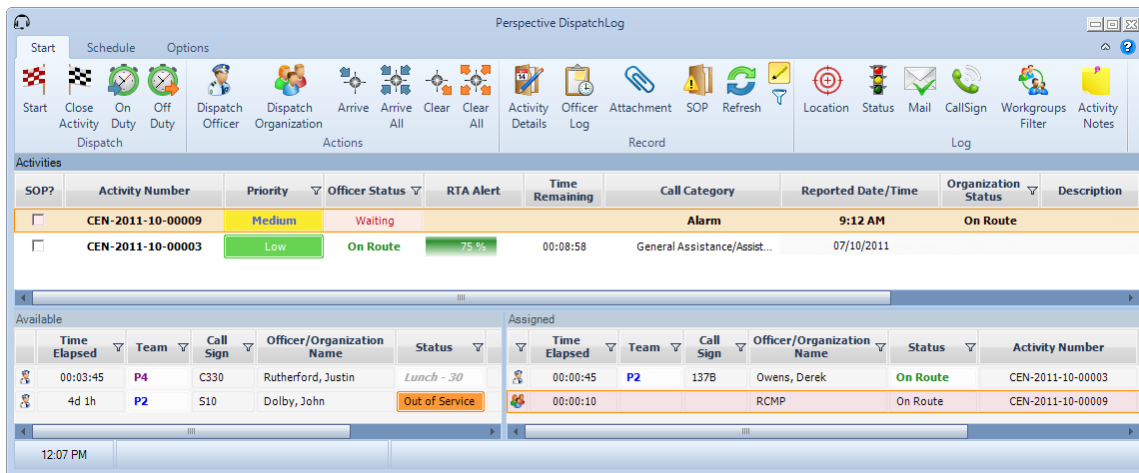 Perspective DispatchLog
Start Schedule Options
Start Close Activity On Duty Off Duty Dispatch Officer Dispatch Organization Arrive Arrive All Clear Clear All Activity Details Officer Log Attachment SOP Refresh Location Status Mail CallSign Workgroups Filter Activity Notes
Dispatch Actions Record Log
Activities
SOP? Activity Number Priority Officer Status RTA Alert Time Remaining Call Category Reported Date/Time Organization Status Description
CEN-2011-10-00009 Medium Waiting Alarm 9:12 AM On Route
CEN-2011-10-00003 Low On Route 75 % 00:08:58 General Assistance/Assist... 07/10/2011
Available
Time Elapsed Team Call Sign Officer/Organization Name Status
00:03:45 P4 C330 Rutherford, Justin Lunch - 30
4d 1h P2 S10 Dolby, John Out of Service
Assigned
Time Elapsed Team Call Sign Officer/Organization Name Status Activity Number
00:00:45 P2 137B Owens, Derek On Route CEN-2011-10-00003
00:00:10 RCMP On Route CEN-2011-10-00009
12:07 PM